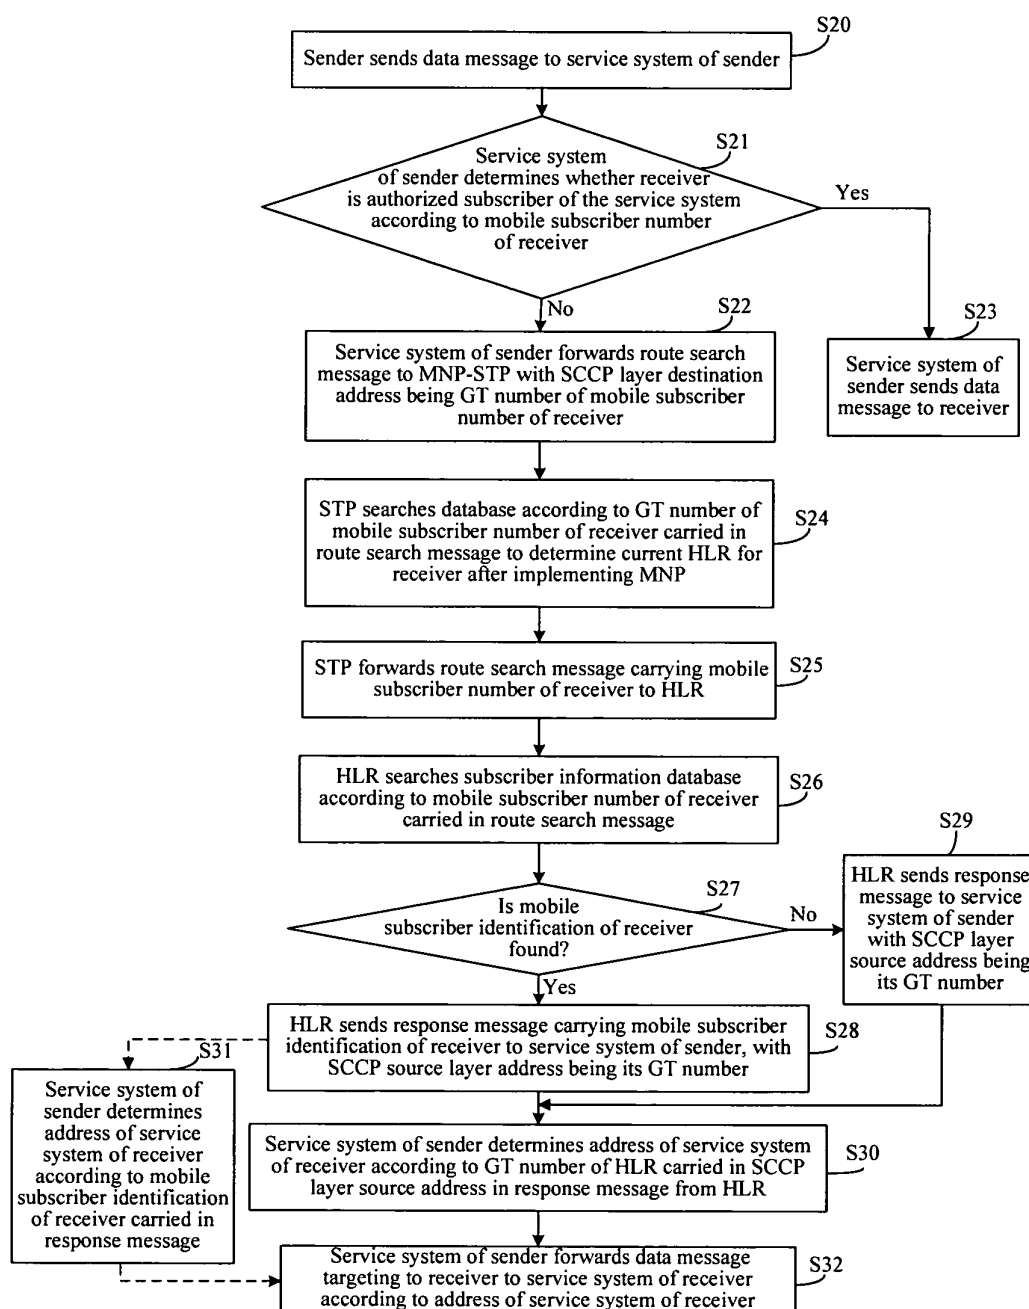 S20
Sender sends data message to service system of sender
S21
Service system
of sender determines whether receiver
is authorized subscriber of the service system
according to mobile subscriber number
of receiver
Yes
No
S22
Service system of sender forwards route search
message to MNP-STP with SCCP layer destination
address being GT number of mobile subscriber
number of receiver
S23
Service system of
sender sends data
message to receiver
STP searches database according to GT number of
mobile subscriber number of receiver carried in
route search message to determine current HLR for
receiver after implementing MNP
S24
STP forwards route search message carrying mobile
subscriber number of receiver to HLR
S25
HLR searches subscriber information database
according to mobile subscriber number of receiver
carried in route search message
S26
S27
Is mobile
subscriber identification of receiver
found?
No
Yes
S29
HLR sends response
message to service
system of sender
with SCCP layer
source address being
its GT number
HLR sends response message carrying mobile subscriber
identification of receiver to service system of sender, with
SCCP source layer address being its GT number
S28
S31
Service system of
sender determines
address of service
system of receiver
according to mobile
subscriber identification
of receiver carried in
response message
Service system of sender determines address of service system
of receiver according to GT number of HLR carried in SCCP
layer source address in response message from HLR
S30
Service system of sender forwards data message
targeting to receiver to service system of receiver
according to address of service system of receiver
S32